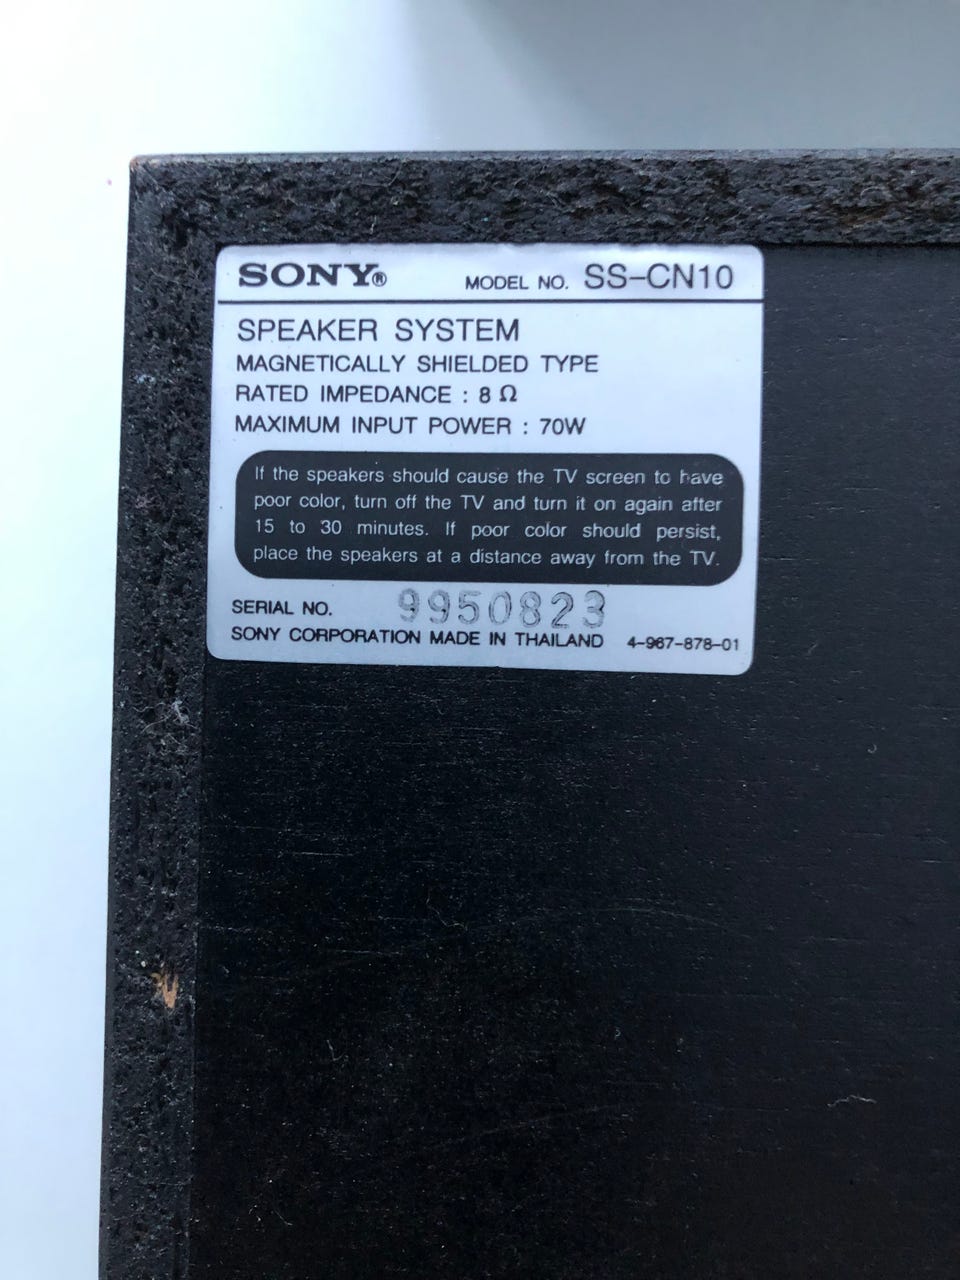 SONY® MODEL NO. SS-CN10
SPEAKER SYSTEM
MAGNETICALLY SHIELDED TYPE
RATED IMPEDANCE : 8 Ω
MAXIMUM INPUT POWER : 70W
If the speakers should cause the TV screen to have
poor color, turn off the TV and turn it on again after
15 to 30 minutes. If poor color should persist,
place the speakers at a distance away from the TV.
SERIAL NO. 9950823
SONY CORPORATION MADE IN THAILAND 4-967-878-01